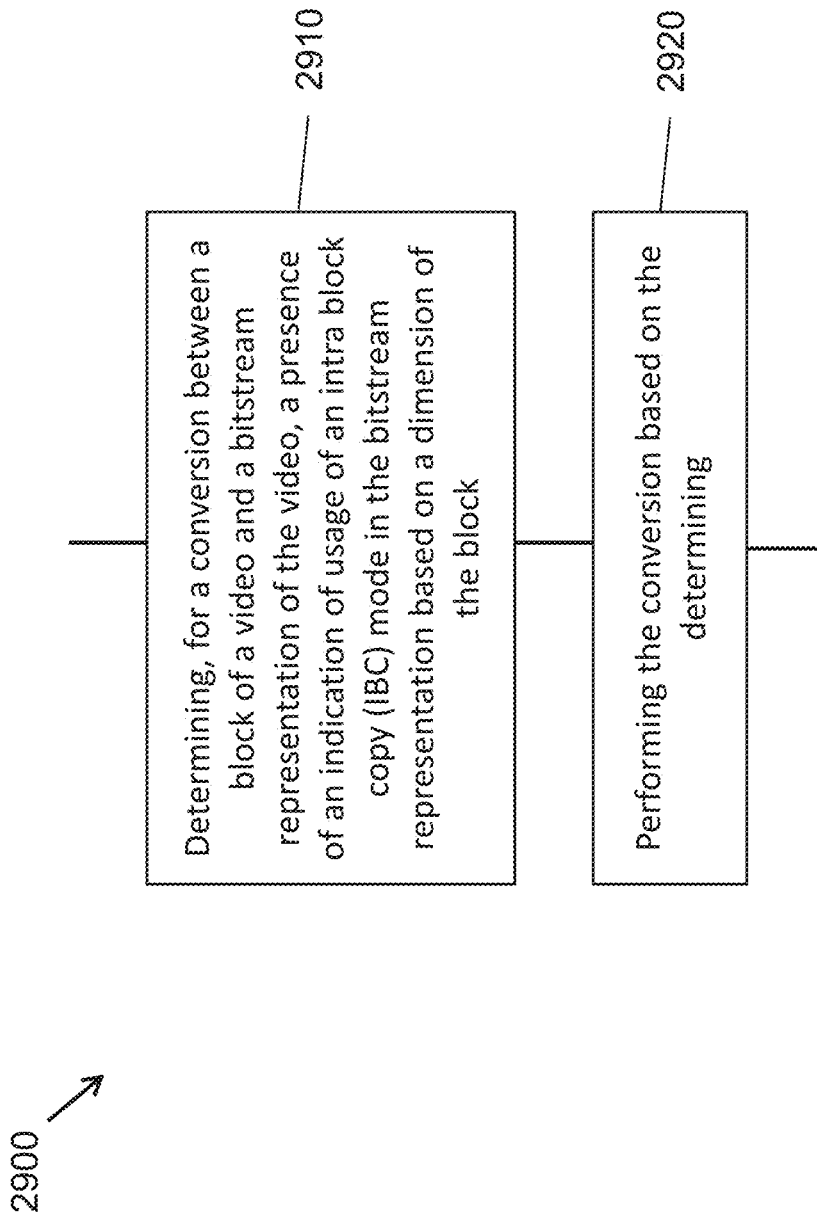 2900
Determining, for a conversion between a
block of a video and a bitstream
representation of the video, a presence
of an indication of usage of an intra block
copy (IBC) mode in the bitstream
representation based on a dimension of
the block
2910
Performing the conversion based on the
determining
2920